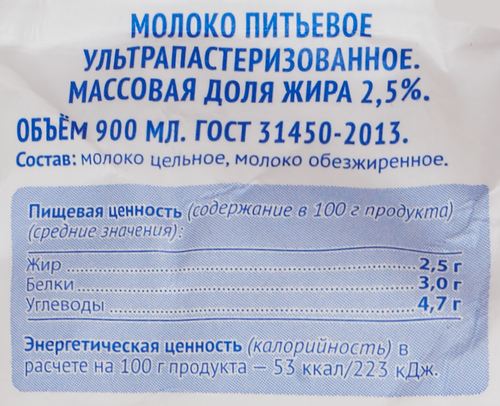 МОЛОКО ПИТЬЕВОЕ
УЛЬТРАПАСТЕРИЗОВАННОЕ.
МАССОВАЯ ДОЛЯ ЖИРА 2,5%.
ОБЪЁМ 900 МЛ. ГОСТ 31450-2013.
Состав: молоко цельное, молоко обезжиренное.
Пищевая ценность (содержание в 100 г продукта)
(средние значения):
Жир 2,5 г
Белки 3,0 г
Углеводы 4,7 г
Энергетическая ценность (калорийность) в
расчете на 100 г продукта – 53 ккал/223 кДж.